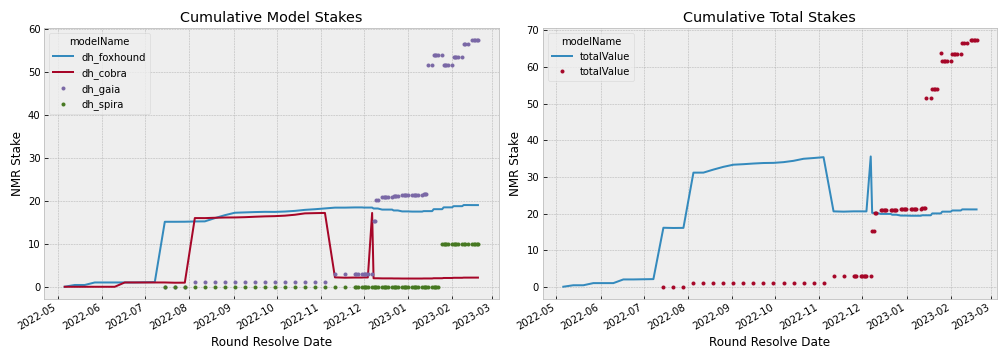 Cumulative Model Stakes
NMR Stake
60
50
40
30
20
10
0
modelName
dh_foxhound
dh_cobra
dh_gaia
dh_spira
2022-05
2022-06
2022-07
2022-08
2022-09
2022-10
2022-11
2022-12
2023-01
2023-02
2023-03
Round Resolve Date
Cumulative Total Stakes
NMR Stake
70
60
50
40
30
20
10
0
modelName
totalValue
totalValue
2022-05
2022-06
2022-07
2022-08
2022-09
2022-10
2022-11
2022-12
2023-01
2023-02
2023-03
Round Resolve Date